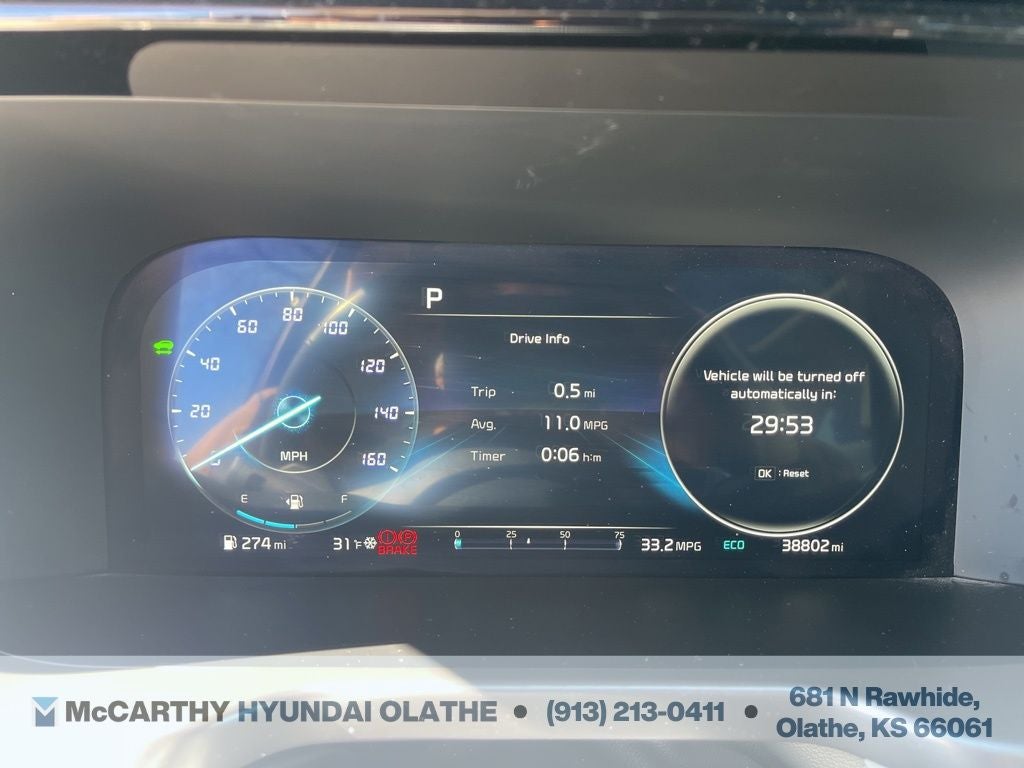 P
80
60
100
Drive Info
40
120
Vehicle will be turned off
automatically in:
Trip 0.5 mi
20
140
Avg. 11.0 MPG
29:53
MPH
Timer 0:06 h:m
160
OK : Reset
E F
0 25 50 75
274 mi 31°F BRAKE 33.2 MPG ECO 38802 mi
McCARTHY HYUNDAI OLATHE • (913) 213-0411 • 681 N Rawhide,
Olathe, KS 66061